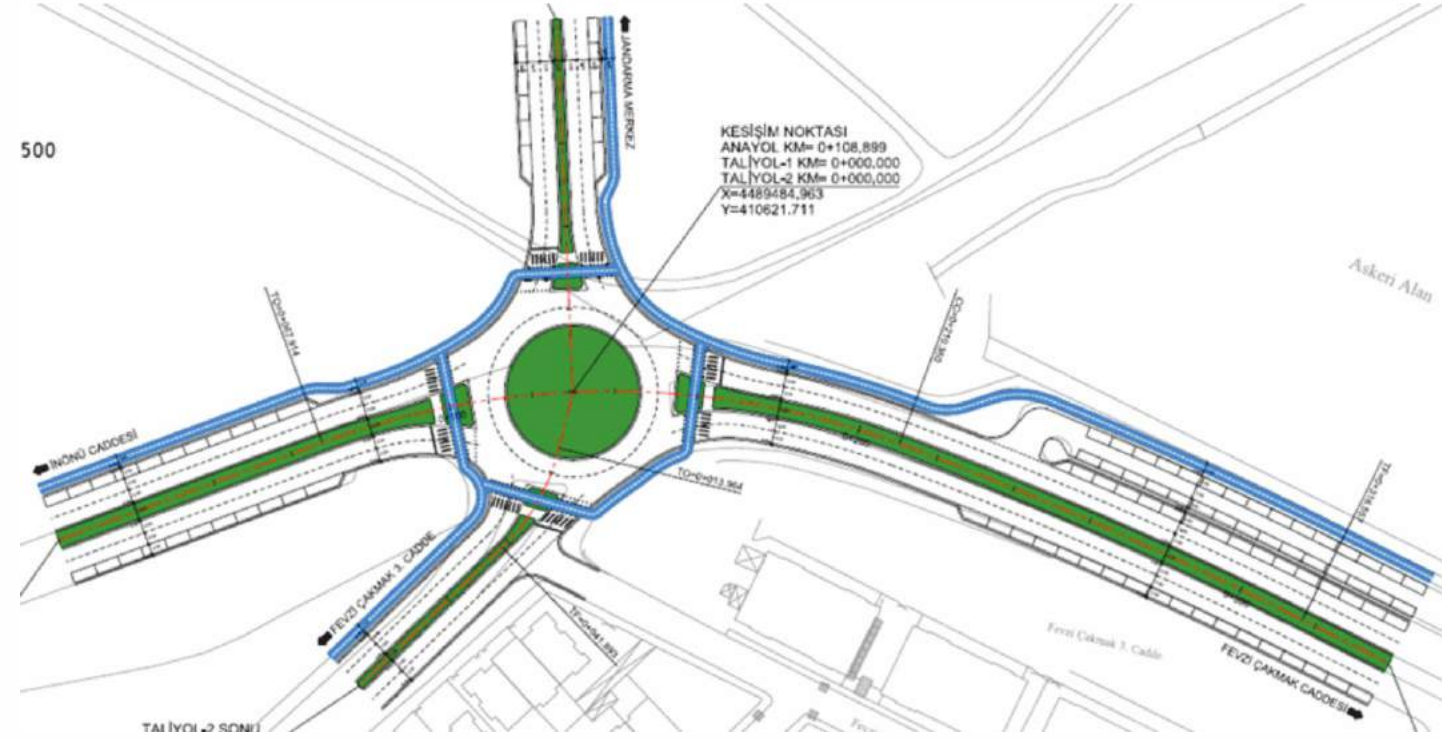 500
JANDARMA MERKEZ
KESİŞİM NOKTASI
ANAYOL KM= 0+108,899
TALİYOL-1 KM= 0+000,000
TALİYOL-2 KM= 0+000,000
X=4489484,963
Y=410621.711
Askeri Alan
İNÖNÜ CADDESİ
FEVZİ ÇAKMAK 3. CADDE
Fevzi Çakmak 3. Cadde
FEVZİ ÇAKMAK CADDESİ
TALİYOL-2 SONU